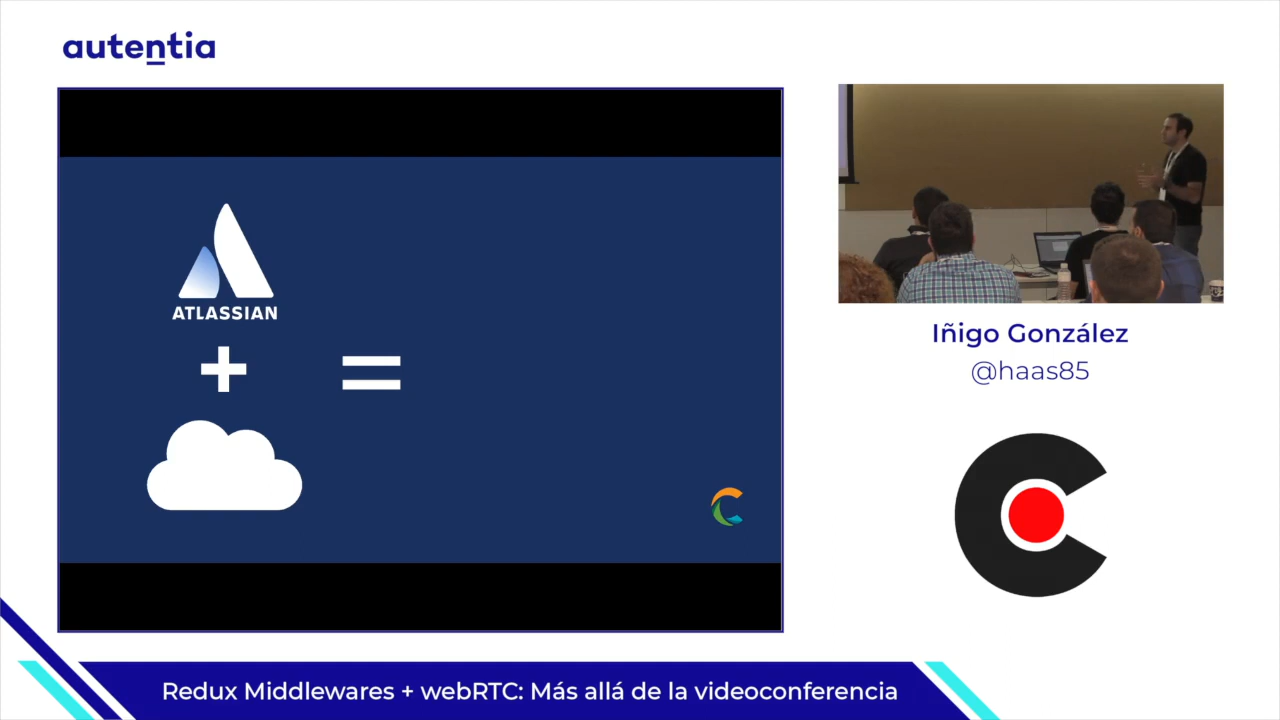 autentia
ATLASSIAN
+
=
Iñigo González
@haas85
Redux Middlewares + webRTC: Más allá de la videoconferencia